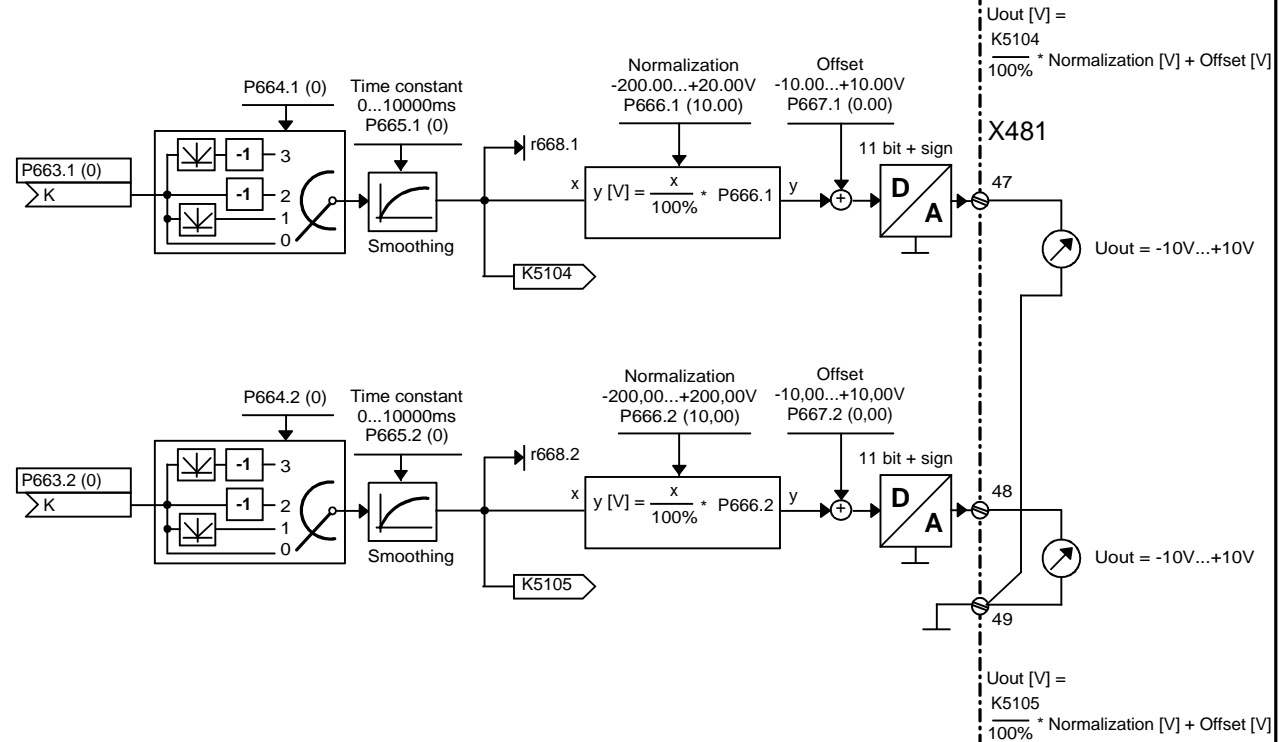 Uout [V] =
K5104
100% * Normalization [V] + Offset [V]
P664.1 (0)
Time constant
0...10000ms
P665.1 (0)
Normalization
-200.00...+20.00V
P666.1 (10.00)
Offset
-10.00...+10.00V
P667.1 (0.00)
X481
P663.1 (0)
K
-1
3
-1
2
1
0
Smoothing
r668.1
K5104
x
y [V] = x
100% * P666.1
y
+
11 bit + sign
D
A
47
Uout = -10V...+10V
P664.2 (0)
Time constant
0...10000ms
P665.2 (0)
Normalization
-200,00...+200,00V
P666.2 (10,00)
Offset
-10,00...+10,00V
P667.2 (0,00)
P663.2 (0)
K
-1
3
-1
2
1
0
Smoothing
r668.2
K5105
x
y [V] = x
100% * P666.2
y
+
11 bit + sign
D
A
48
Uout = -10V...+10V
49
Uout [V] =
K5105
100% * Normalization [V] + Offset [V]